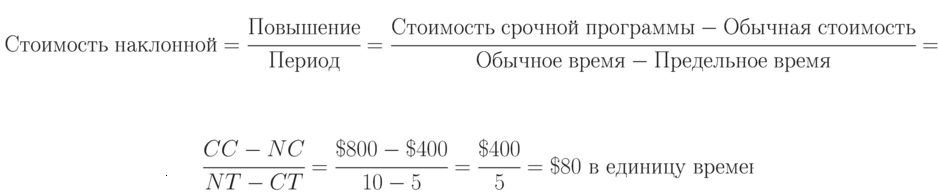 Стоимость наклонной = Повышение / Период = Стоимость срочной программы − Обычная стоимость / Обычное время − Предельное время =
CC − NC / NT − CT = $800 − $400 / 10 − 5 = $400 / 5 = $80 в единицу времен